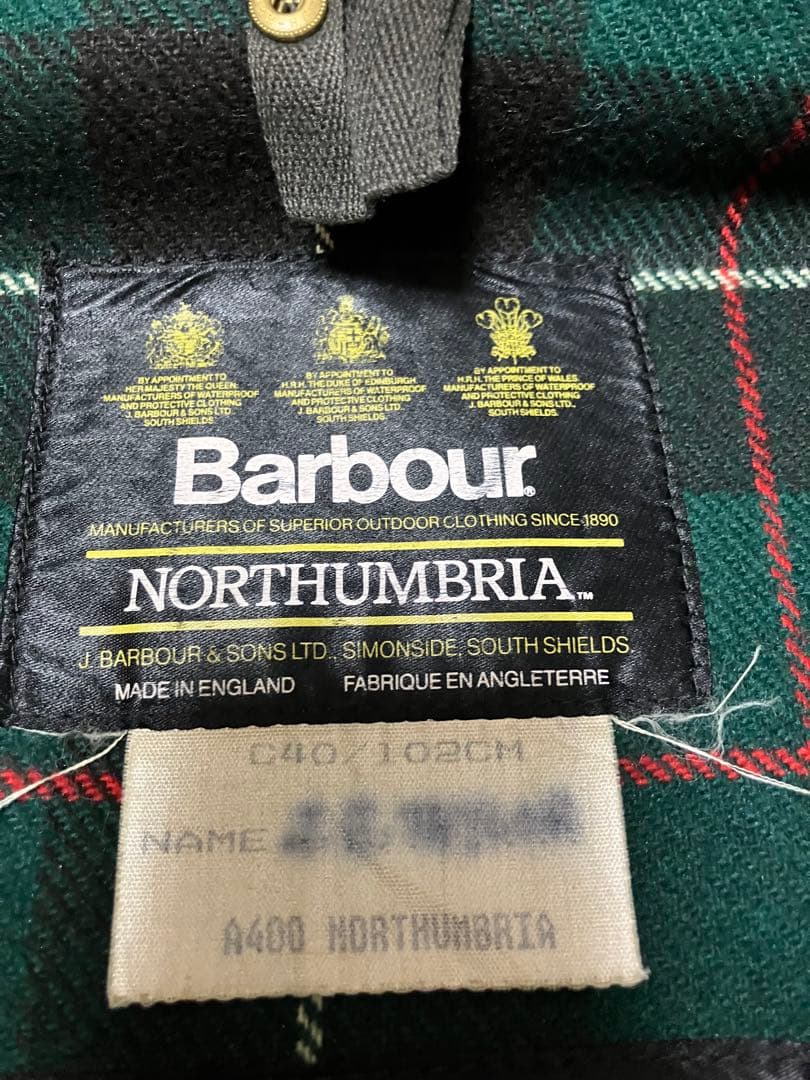 BY APPOINTMENT TO
HER MAJESTY THE QUEEN
MANUFACTURERS OF WATERPROOF
AND PROTECTIVE CLOTHING
J. BARBOUR & SONS LTD.
SOUTH SHIELDS.
BY APPOINTMENT TO
H.R.H. THE DUKE OF EDINBURGH
MANUFACTURERS OF WATERPROOF
AND PROTECTIVE CLOTHING
J. BARBOUR & SONS LTD.
SOUTH SHIELDS.
BY APPOINTMENT TO
H.R.H. THE PRINCE OF WALES
MANUFACTURERS OF WATERPROOF
AND PROTECTIVE CLOTHING
J. BARBOUR & SONS LTD.,
SOUTH SHIELDS.
Barbour®
MANUFACTURERS OF SUPERIOR OUTDOOR CLOTHING SINCE 1890
NORTHUMBRIA™
J. BARBOUR & SONS LTD., SIMONSIDE, SOUTH SHIELDS.
MADE IN ENGLAND FABRIQUE EN ANGLETERRE
C40/102CM
NAME
A400 NORTHUMBRIA